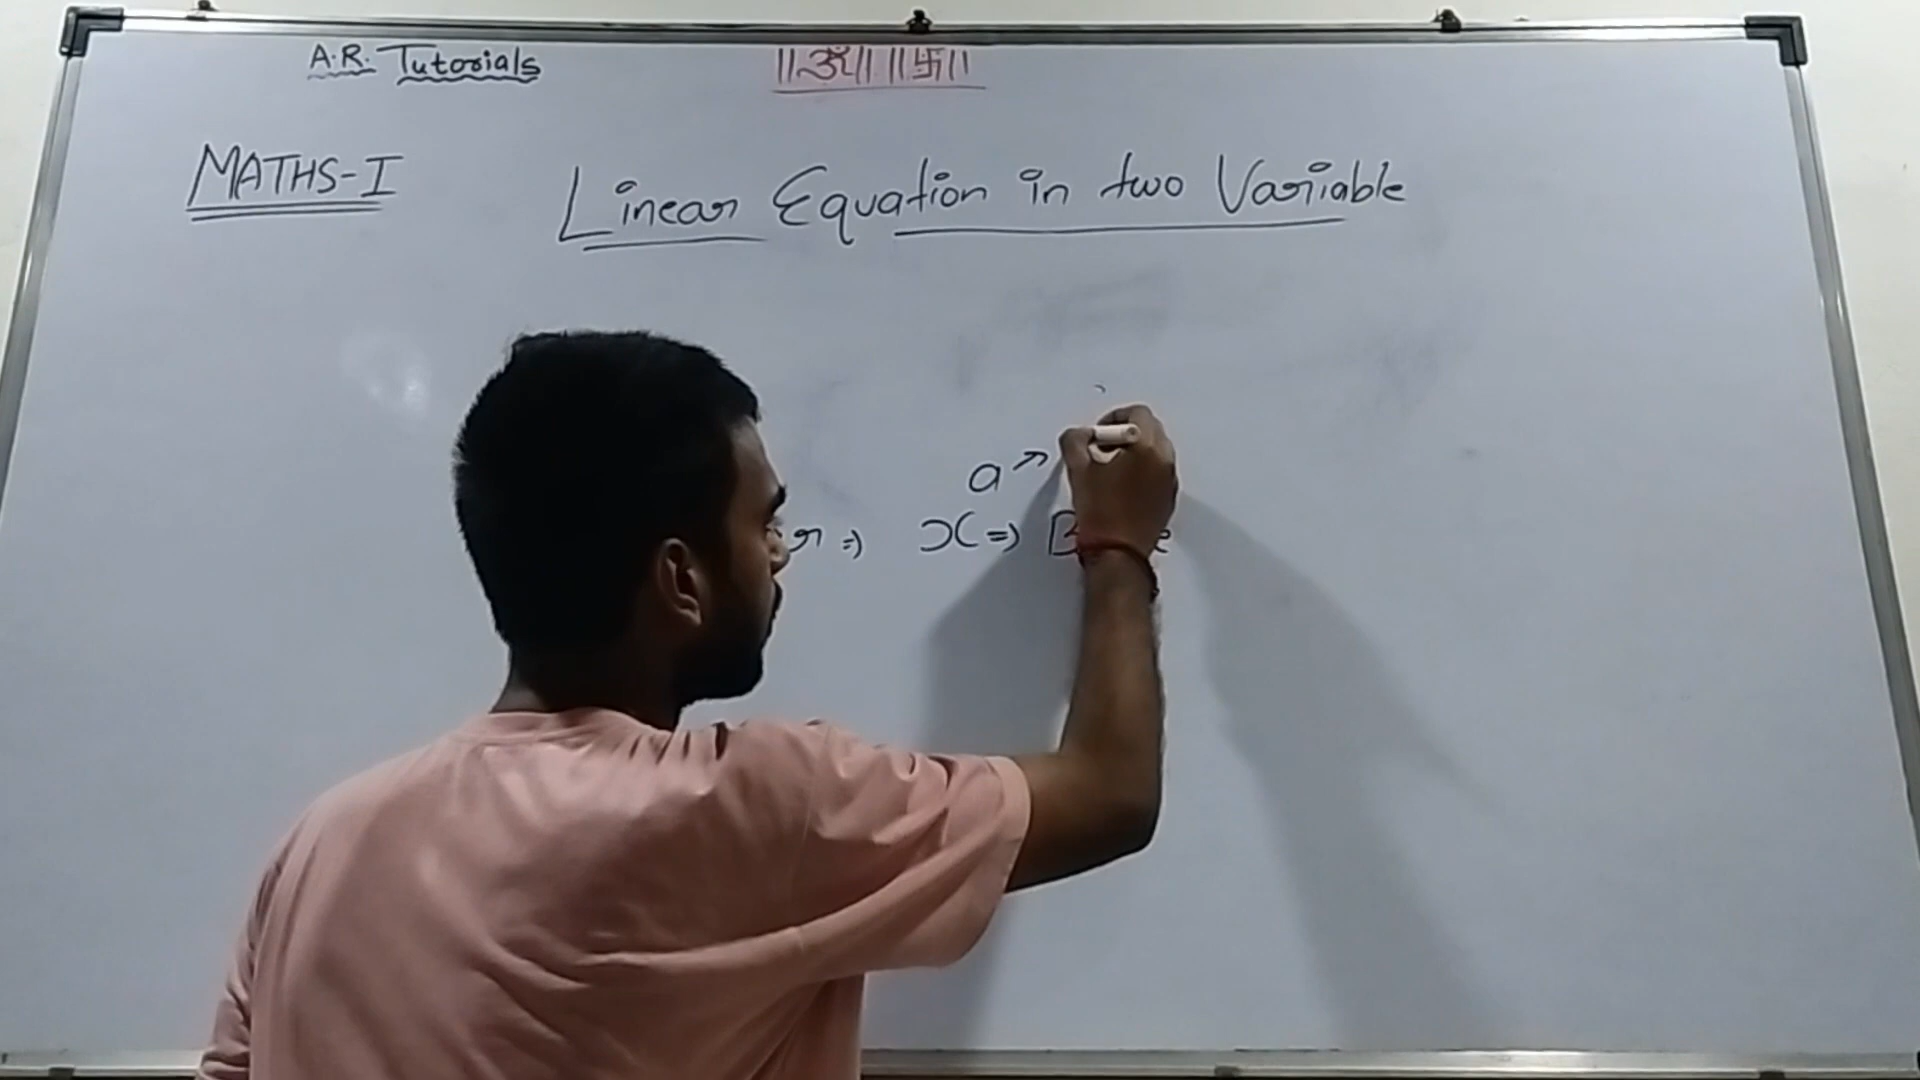 A.R. Tutorials
||ॐ|| ||卐||
MATHS-I
Linear Equation in two Variable
a →
x ⇒